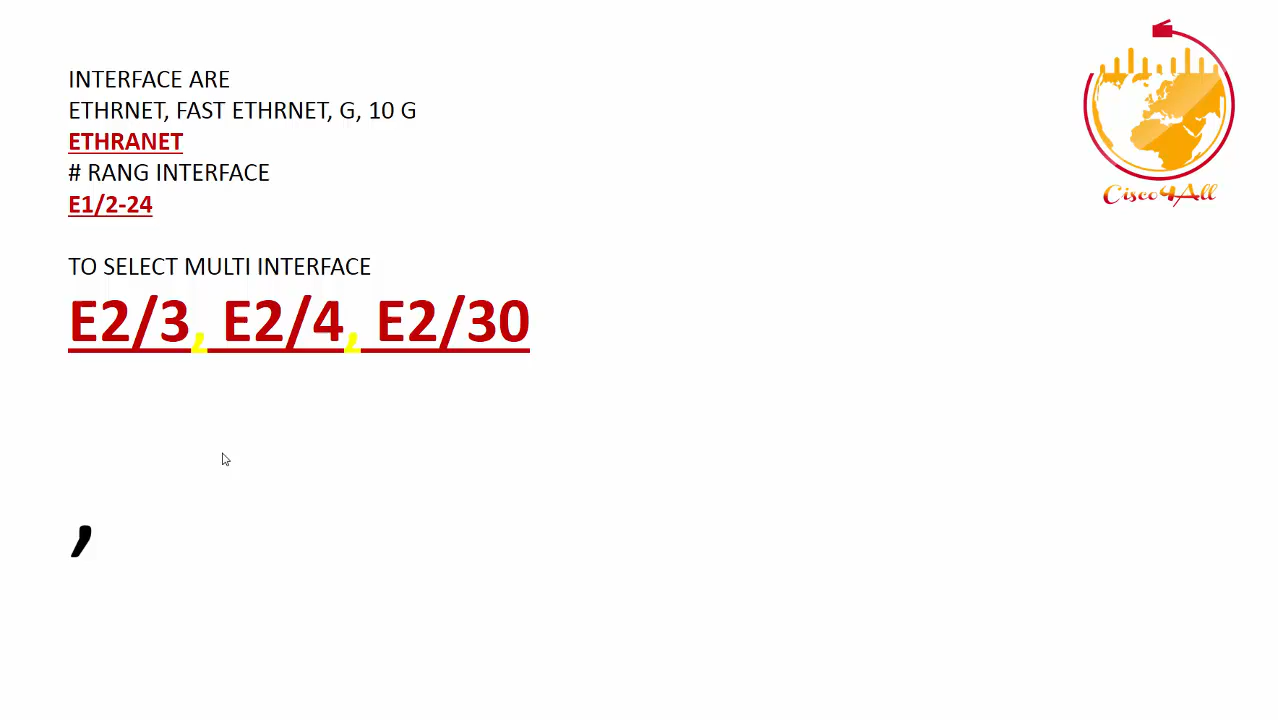 INTERFACE ARE
ETHRNET, FAST ETHRNET, G, 10 G
ETHRANET
# RANG INTERFACE
E1/2-24
TO SELECT MULTI INTERFACE
E2/3, E2/4, E2/30
,
Cisco4All